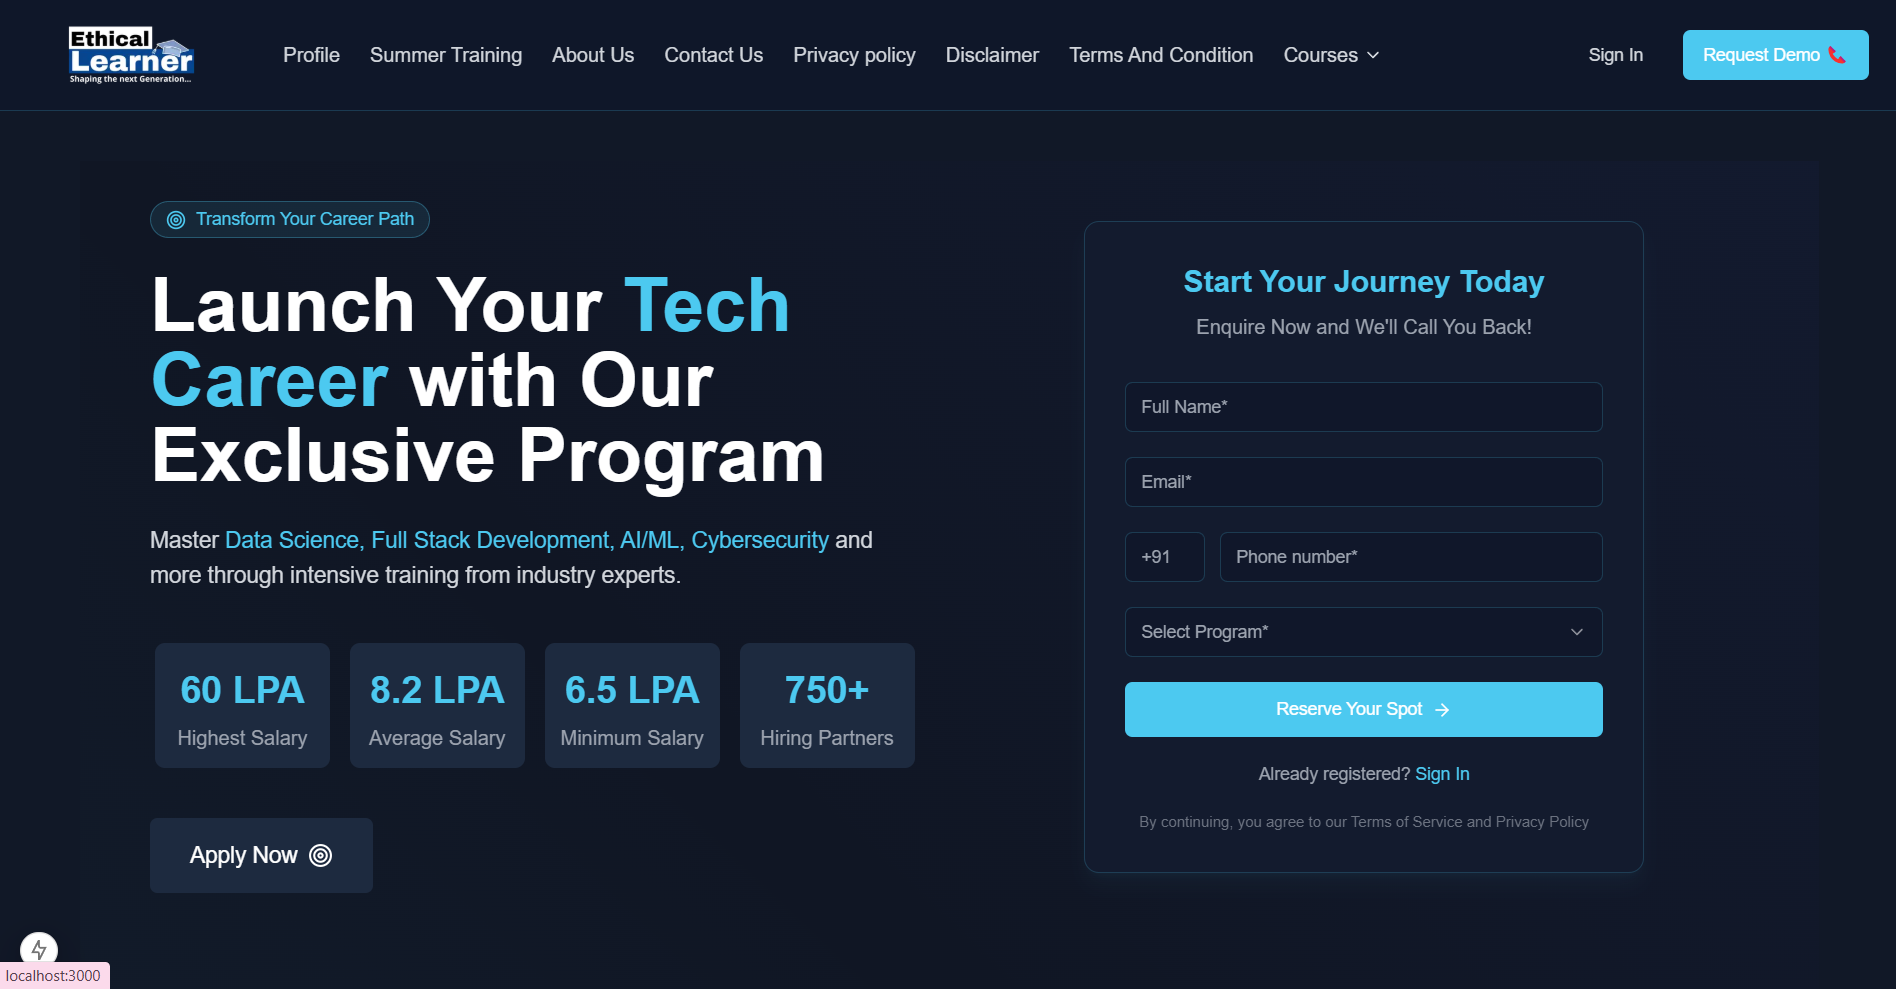 Ethical
Learner
Shaping the next Generation...
Profile
Summer Training
About Us
Contact Us
Privacy policy
Disclaimer
Terms And Condition
Courses
Sign In
Request Demo
Transform Your Career Path
Launch Your Tech
Career with Our
Exclusive Program
Master Data Science, Full Stack Development, AI/ML, Cybersecurity and
more through intensive training from industry experts.
60 LPA
Highest Salary
8.2 LPA
Average Salary
6.5 LPA
Minimum Salary
750+
Hiring Partners
Apply Now
Start Your Journey Today
Enquire Now and We'll Call You Back!
Full Name*
Email*
+91
Phone number*
Select Program*
Reserve Your Spot
Already registered? Sign In
By continuing, you agree to our Terms of Service and Privacy Policy
localhost:3000